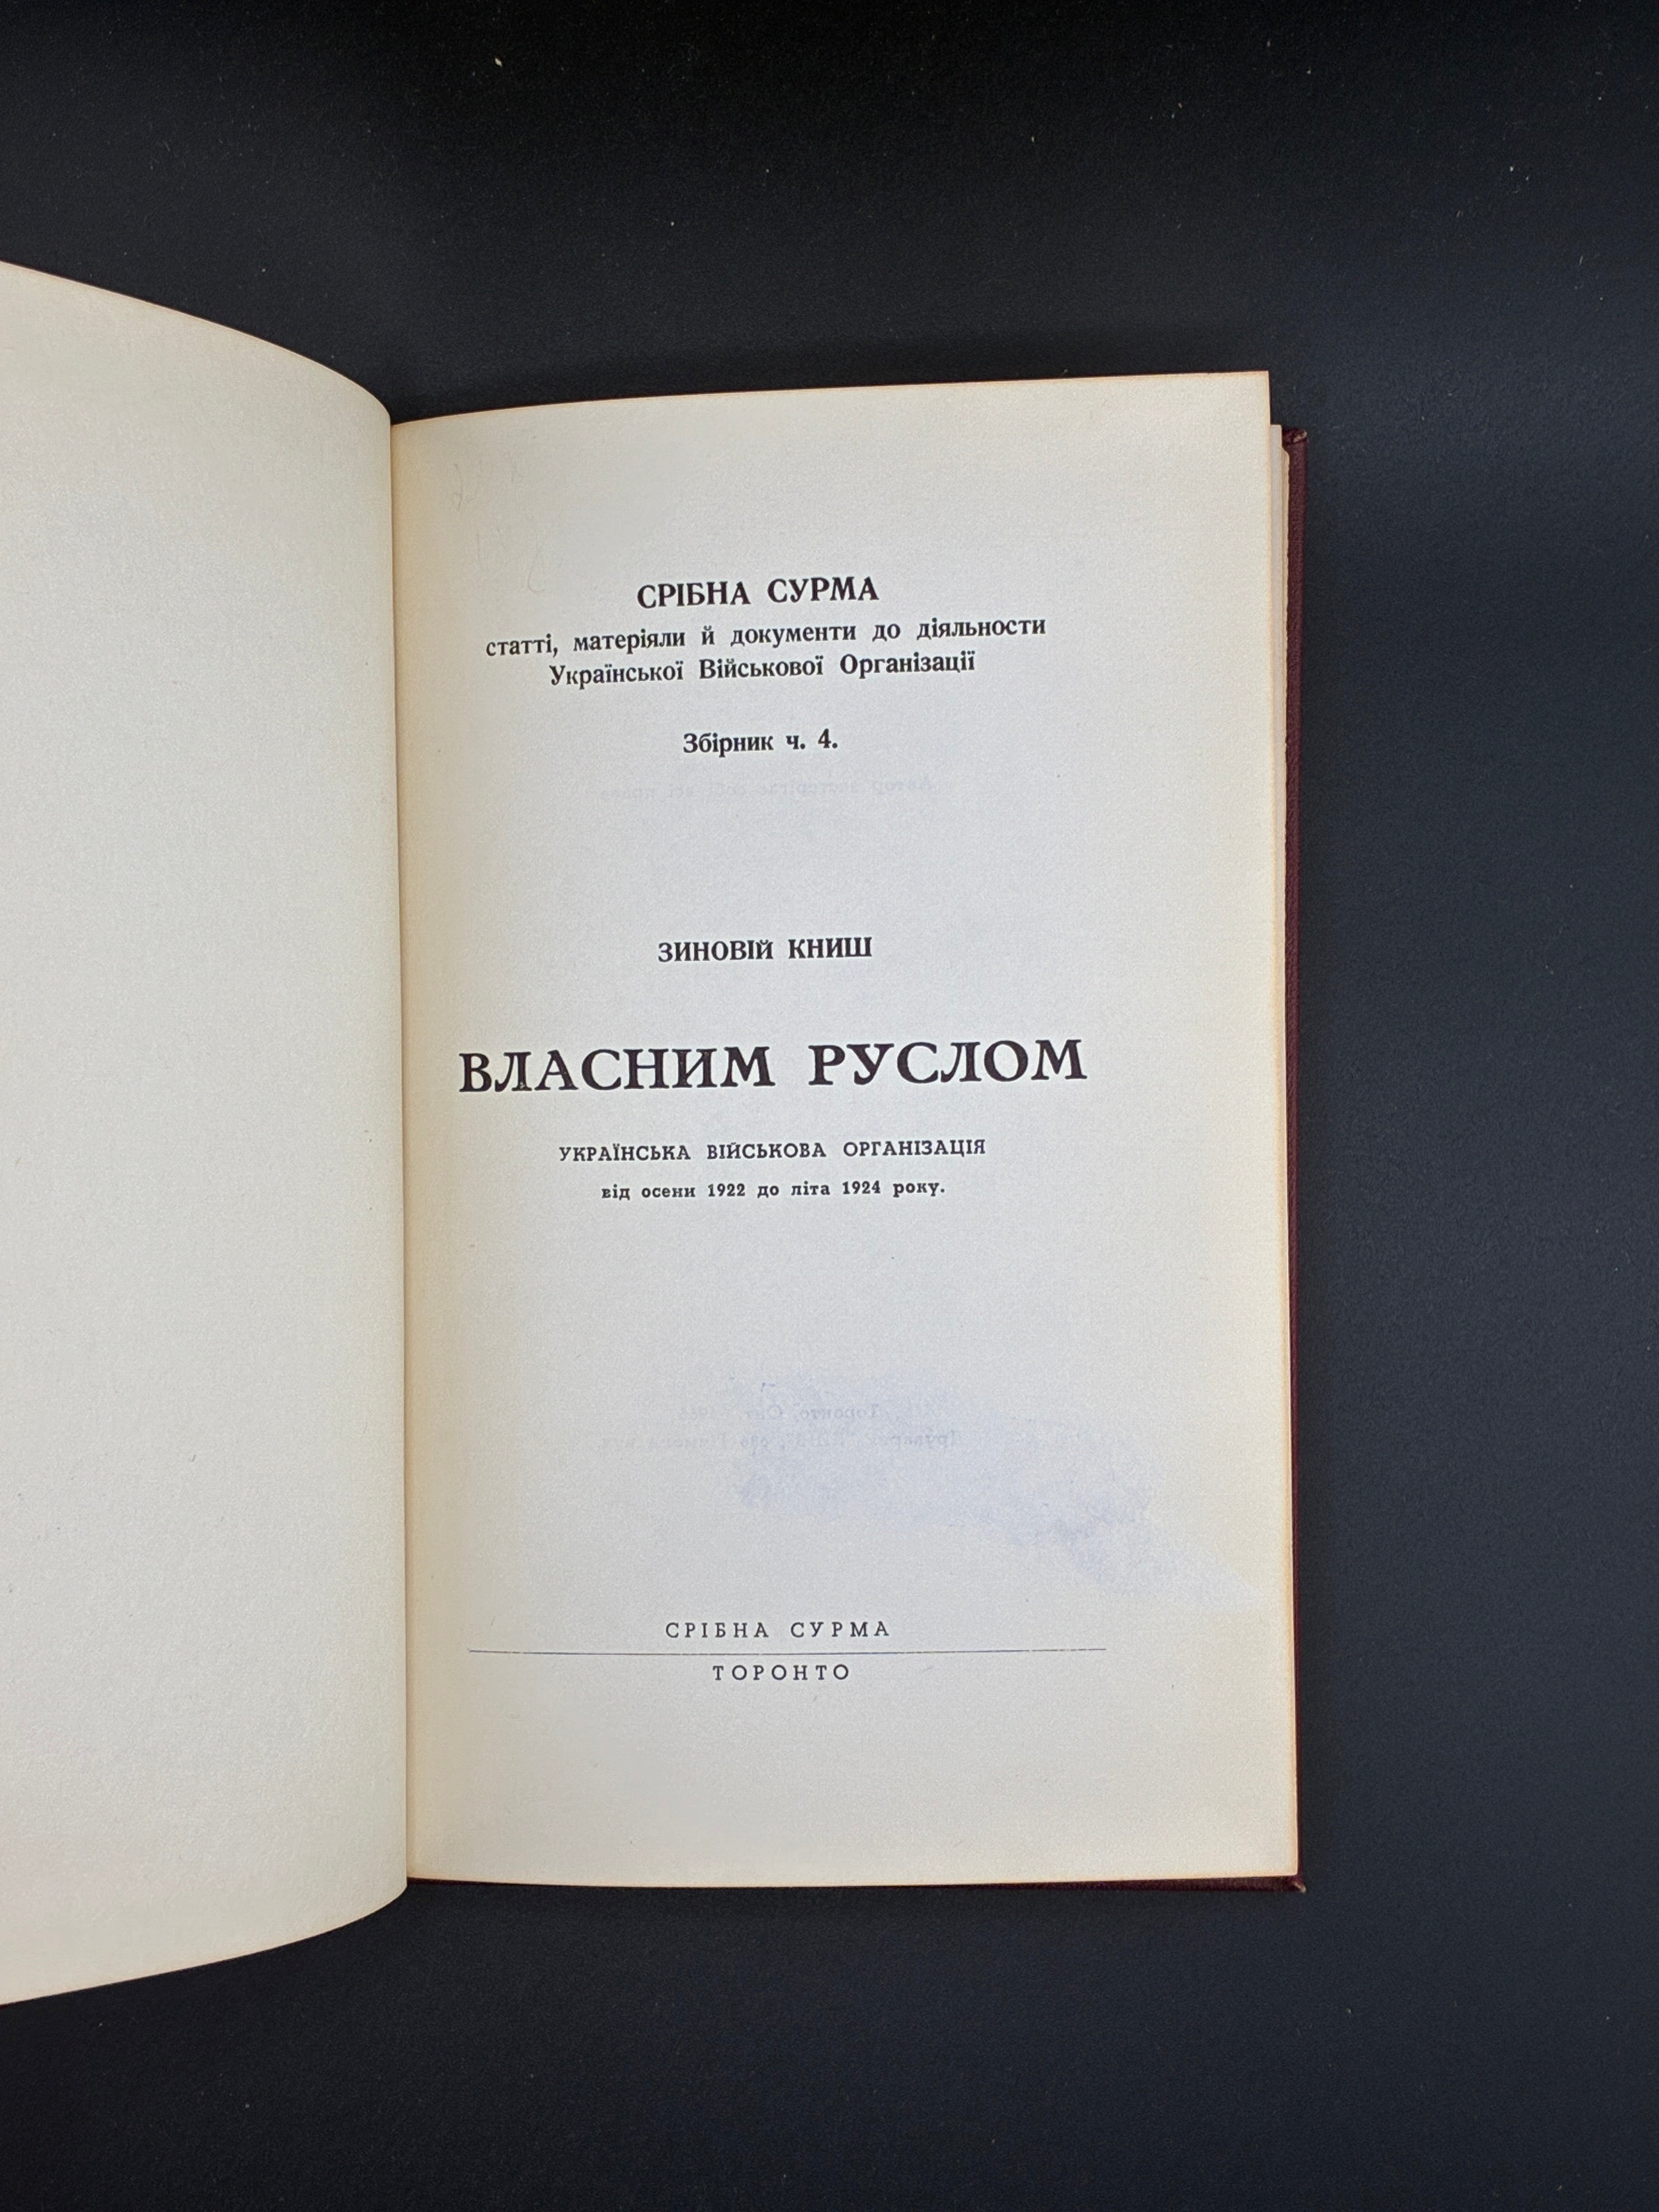 СРІБНА СУРМА
статті, матеріяли й документи до діяльности
Української Військової Організації
Збірник ч. 4.
ЗИНОВІЙ КНИШ
ВЛАСНИМ РУСЛОМ
УКРАЇНСЬКА ВІЙСЬКОВА ОРГАНІЗАЦІЯ
від осени 1922 до літа 1924 року.
СРІБНА СУРМА
ТОРОНТО